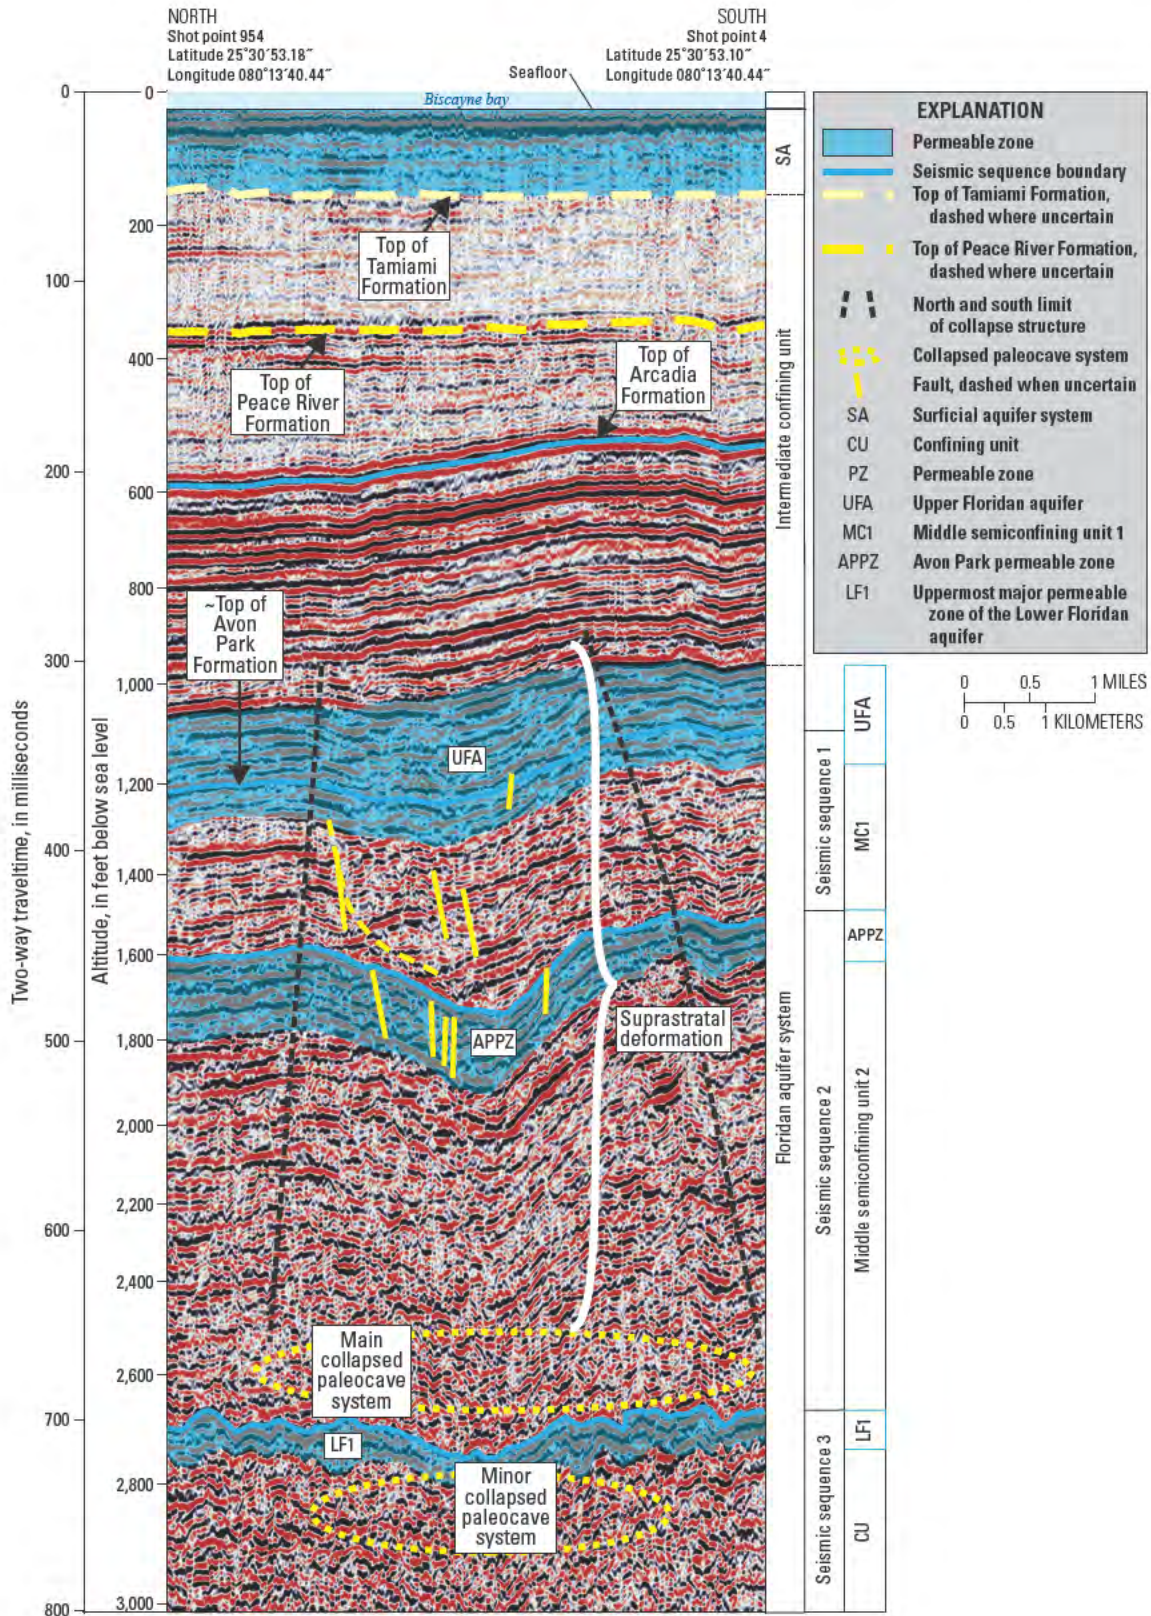 NORTH
Shot point 954
Latitude 25°30′53.18″
Longitude 080°13′40.44″
SOUTH
Shot point 4
Latitude 25°30′53.10″
Longitude 080°13′40.44″
Seafloor
Biscayne bay
Two-way traveltime, in milliseconds
0
100
200
300
400
500
600
700
800
Altitude, in feet below sea level
0
200
400
600
800
1,000
1,200
1,400
1,600
1,800
2,000
2,200
2,400
2,600
2,800
3,000
Top of
Tamiami
Formation
Top of
Peace River
Formation
Top of
Arcadia
Formation
~Top of
Avon
Park
Formation
UFA
APPZ
Suprastratal
deformation
Main
collapsed
paleocave
system
LF1
Minor
collapsed
paleocave
system
SA
Intermediate confining unit
Floridan aquifer system
Seismic sequence 1
Seismic sequence 2
Seismic sequence 3
UFA
MC1
APPZ
Middle semiconfining unit 2
LF1
CU
EXPLANATION
Permeable zone
Seismic sequence boundary
Top of Tamiami Formation,
dashed where uncertain
Top of Peace River Formation,
dashed where uncertain
North and south limit
of collapse structure
Collapsed paleocave system
Fault, dashed when uncertain
SA Surficial aquifer system
CU Confining unit
PZ Permeable zone
UFA Upper Floridan aquifer
MC1 Middle semiconfining unit 1
APPZ Avon Park permeable zone
LF1 Uppermost major permeable
zone of the Lower Floridan
aquifer
0 0.5 1 MILES
0 0.5 1 KILOMETERS